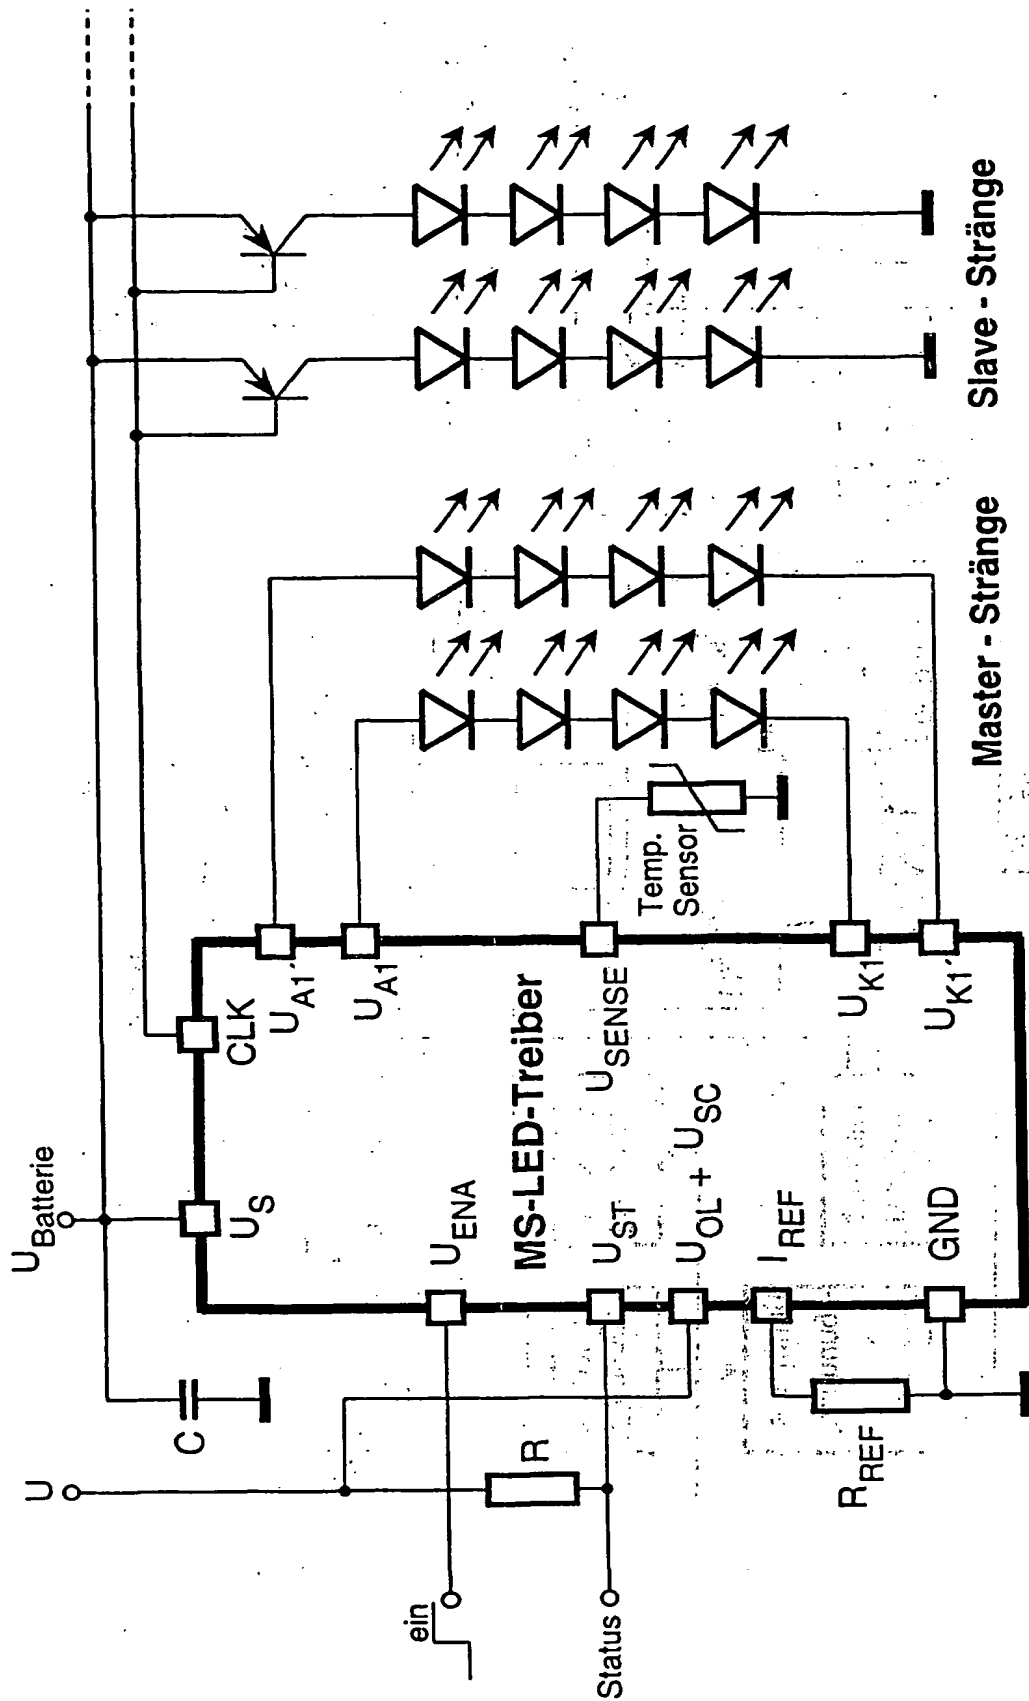 U
U_Batterie
C
ein
Status
R
R_REF
U_S
CLK
U_ENA
U_ST
U_OL + U_SC
I_REF
GND
MS-LED-Treiber
U_A1´
U_A1
U_SENSE
U_K1
U_K1´
Temp.
Sensor
Master - Stränge
Slave - Stränge